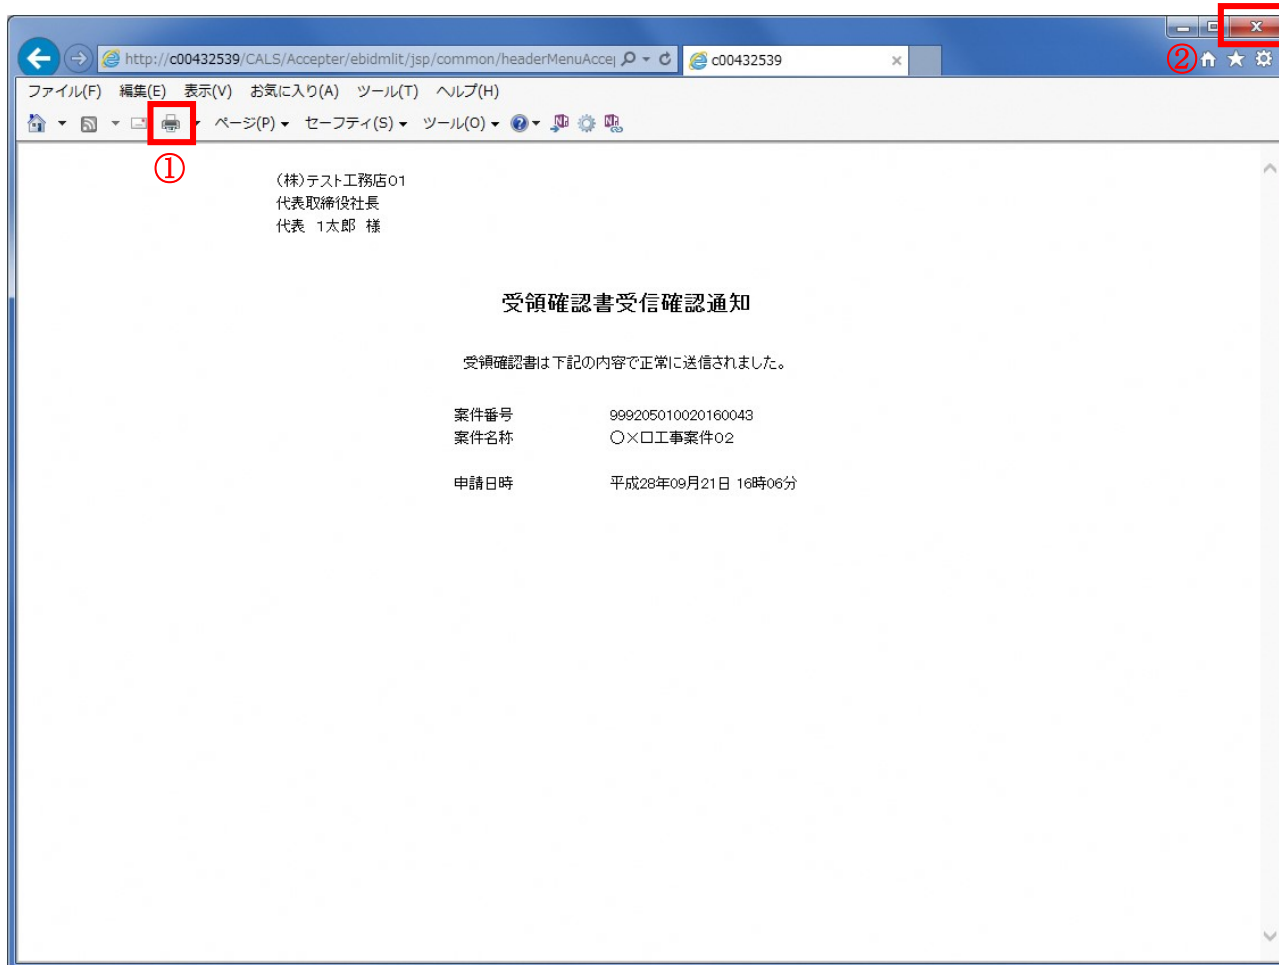 http://c00432539/CALS/Accepter/ebidmlit/jsp/common/headerMenuAccej
c00432539
②
ファイル(F) 編集(E) 表示(V) お気に入り(A) ツール(T) ヘルプ(H)
ページ(P) セーフティ(S) ツール(O)
①
(株)テスト工務店01
代表取締役社長
代表 1太郎 様
受領確認書受信確認通知
受領確認書は下記の内容で正常に送信されました。
案件番号 999205010020160043
案件名称 〇×口工事案件02
申請日時 平成28年09月21日 16時06分